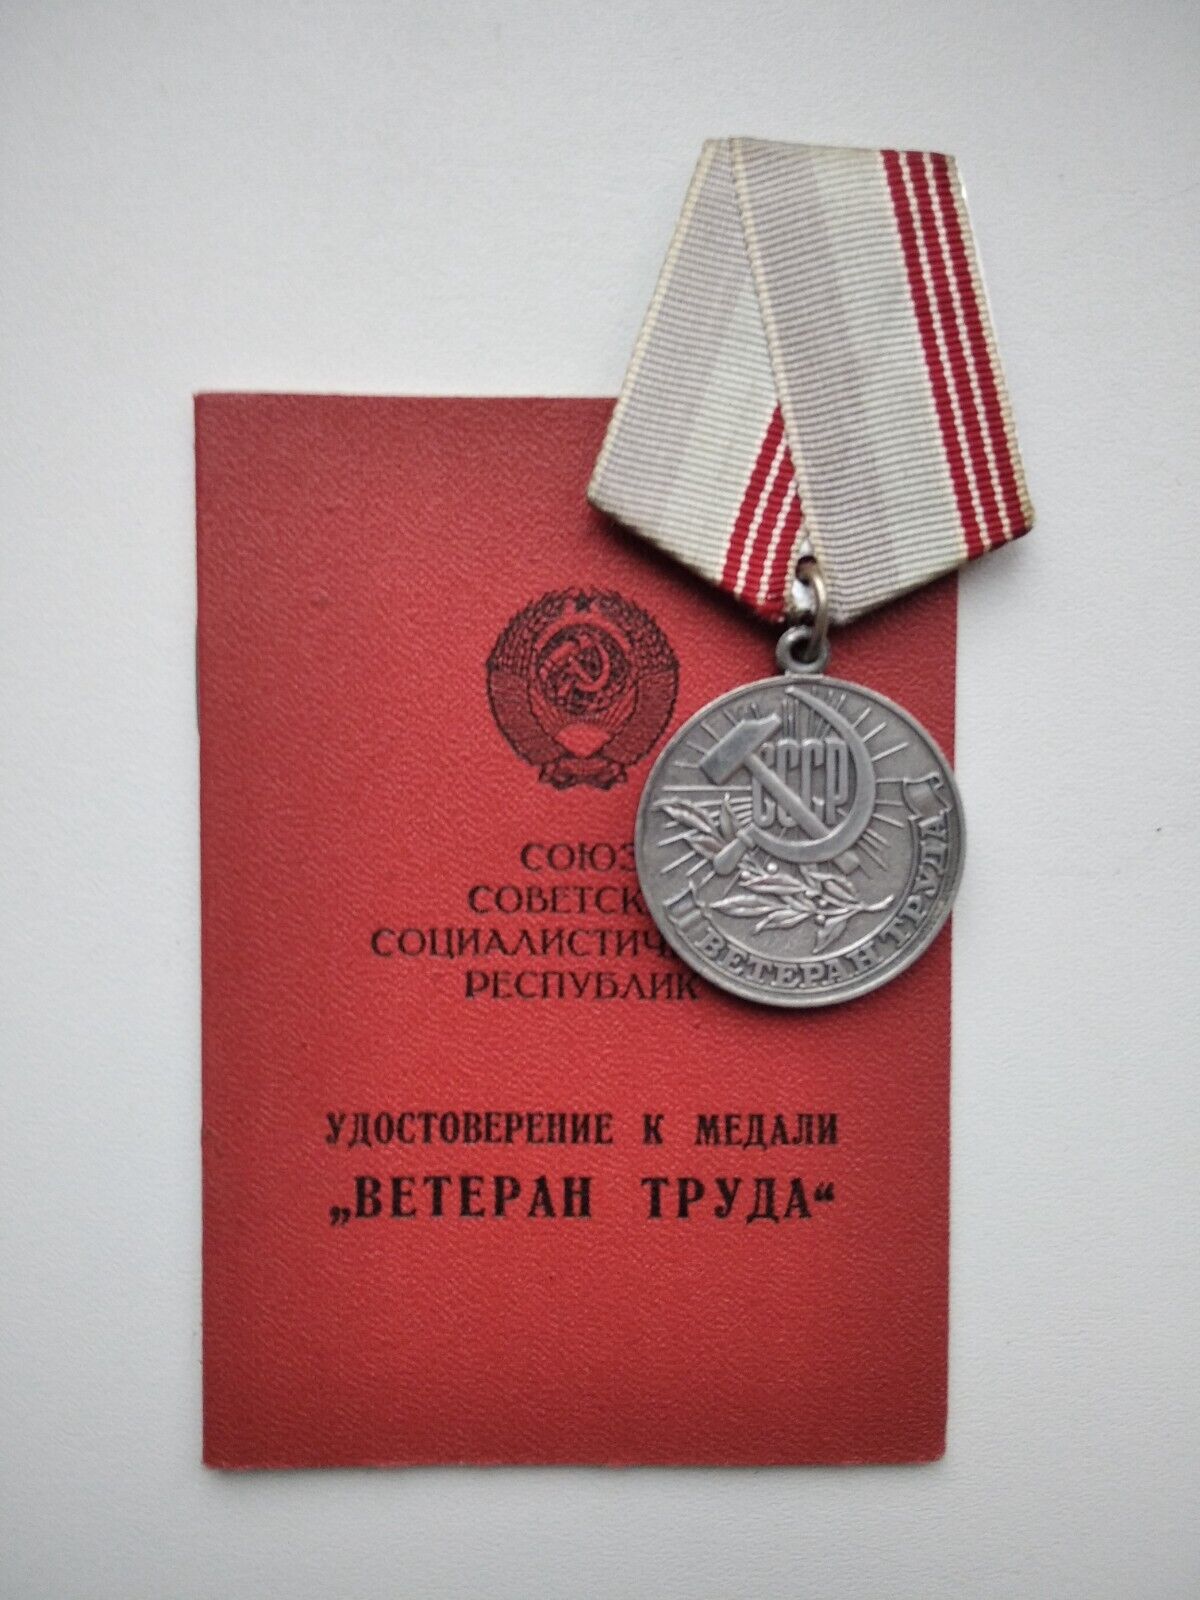 СОЮЗ
СОВЕТСК
СОЦИАЛИСТИЧ
РЕСПУБЛИК
УДОСТОВЕРЕНИЕ К МЕДАЛИ
„ВЕТЕРАН ТРУДА“
СССР
ВЕТЕРАН ТРУДА